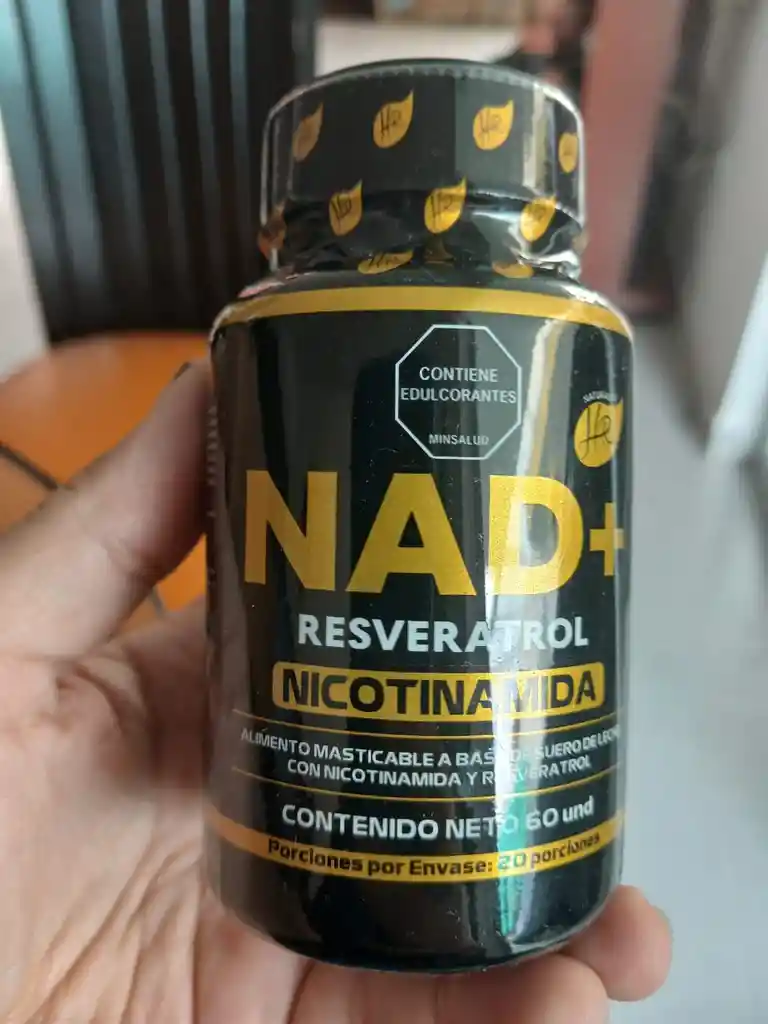 CONTIENE
EDULCORANTES
MINSALUD
HR
NAD+
RESVERATROL
NICOTINAMIDA
ALIMENTO MASTICABLE A BASE DE SUERO DE LECHE
CON NICOTINAMIDA Y RESVERATROL
CONTENIDO NETO 60 und
Porciones por Envase: 20 porciones